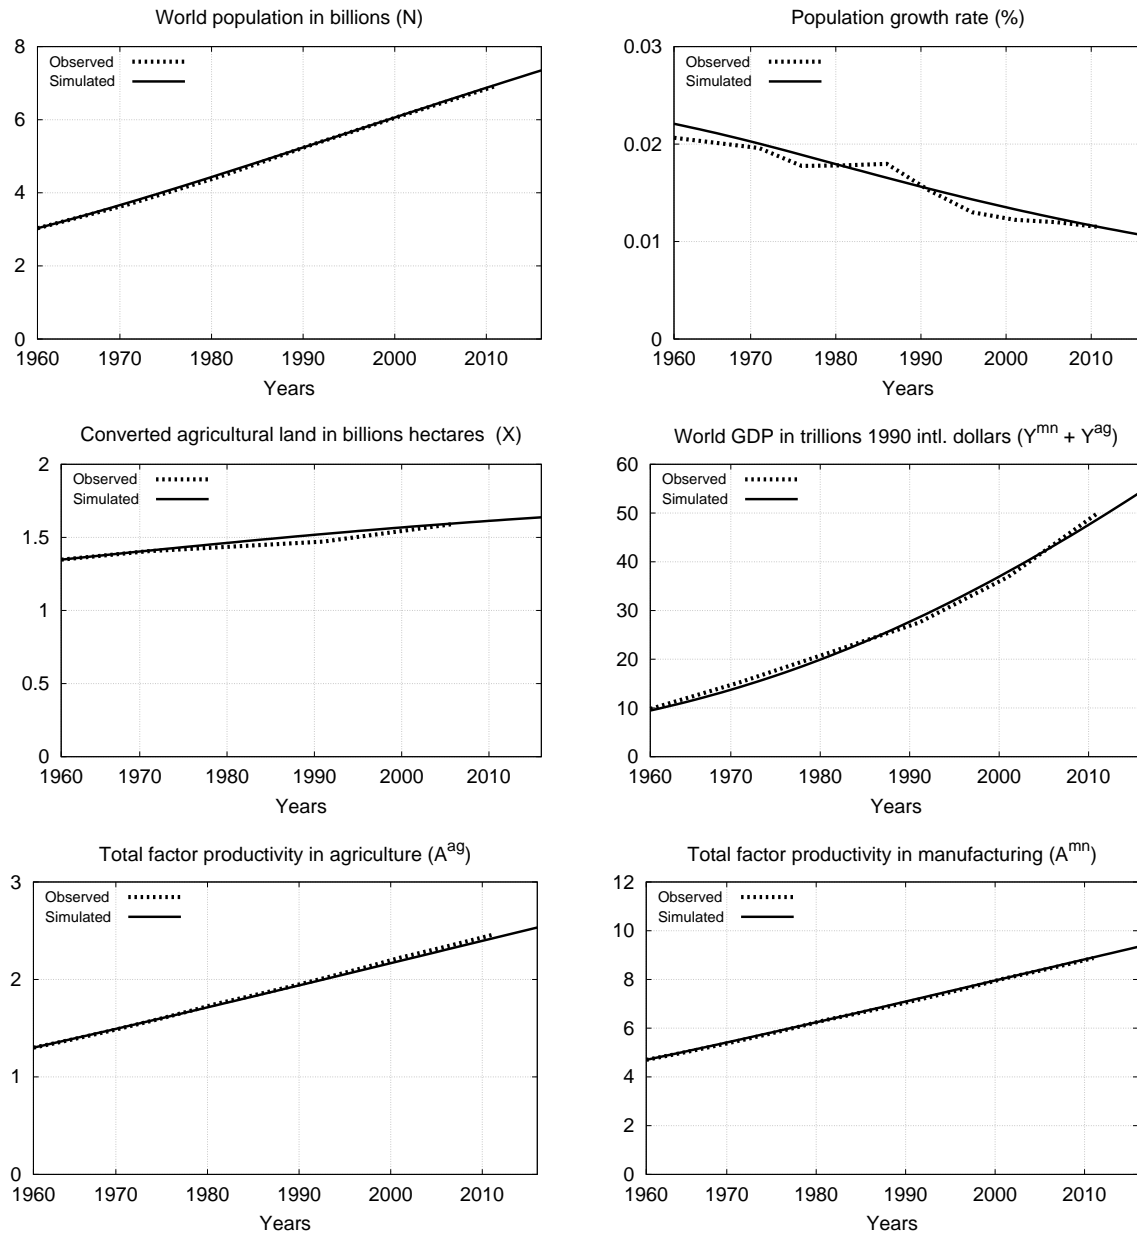 World population in billions (N)
8
6
4
2
0
Observed
Simulated
1960 1970 1980 1990 2000 2010
Years
Population growth rate (%)
0.03
0.02
0.01
0
Observed
Simulated
1960 1970 1980 1990 2000 2010
Years
Converted agricultural land in billions hectares (X)
2
1.5
1
0.5
0
Observed
Simulated
1960 1970 1980 1990 2000 2010
Years
World GDP in trillions 1990 intl. dollars (Y^mn + Y^ag)
60
50
40
30
20
10
0
Observed
Simulated
1960 1970 1980 1990 2000 2010
Years
Total factor productivity in agriculture (A^ag)
3
2
1
0
Observed
Simulated
1960 1970 1980 1990 2000 2010
Years
Total factor productivity in manufacturing (A^mn)
12
10
8
6
4
2
0
Observed
Simulated
1960 1970 1980 1990 2000 2010
Years